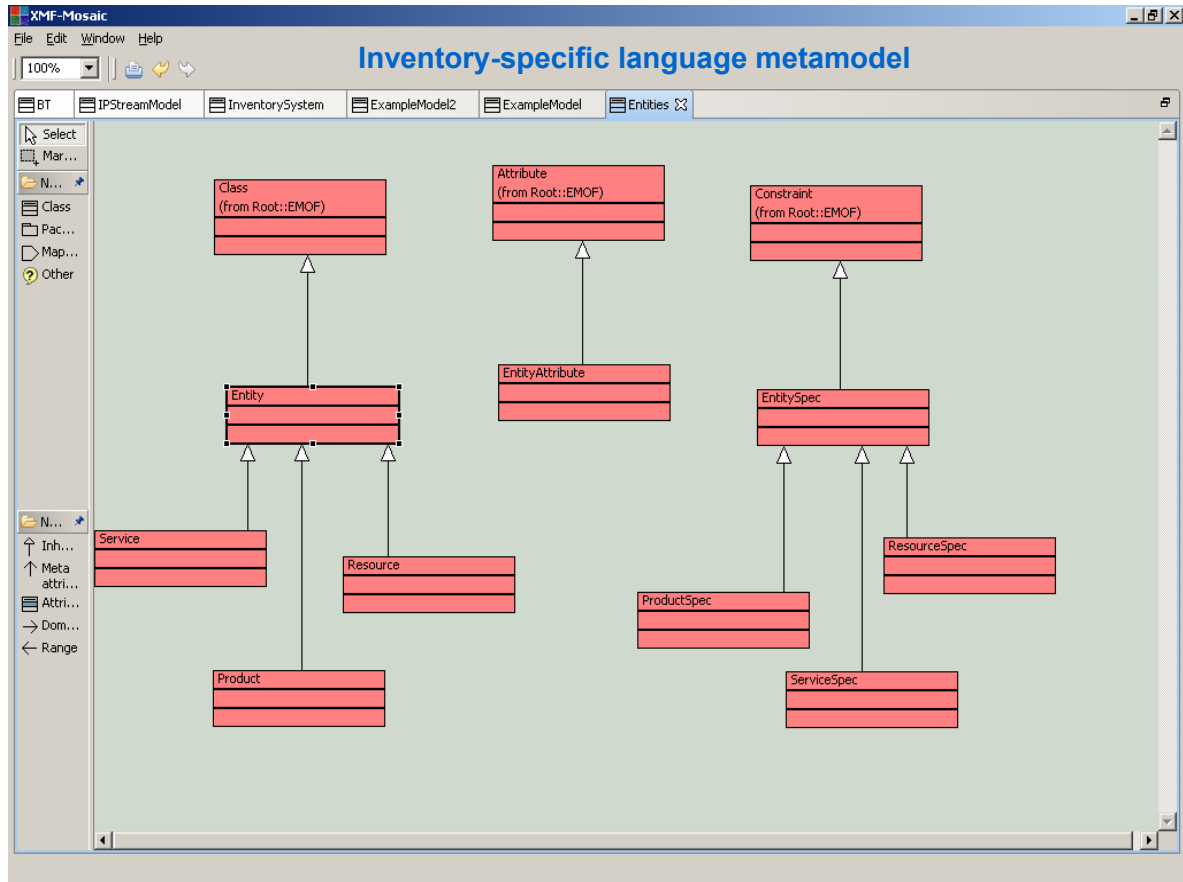 XMF-Mosaic
File Edit Window Help
Inventory-specific language metamodel
100%
BT IPStreamModel InventorySystem ExampleModel2 ExampleModel Entities
Select
Mar...
N...
Class
Pac...
Map...
Other
N...
Inh...
Meta
attri...
Attri...
Dom...
Range
Class
(from Root::EMOF)
Attribute
(from Root::EMOF)
Constraint
(from Root::EMOF)
Entity
EntityAttribute
EntitySpec
Service
Resource
Product
ResourceSpec
ProductSpec
ServiceSpec